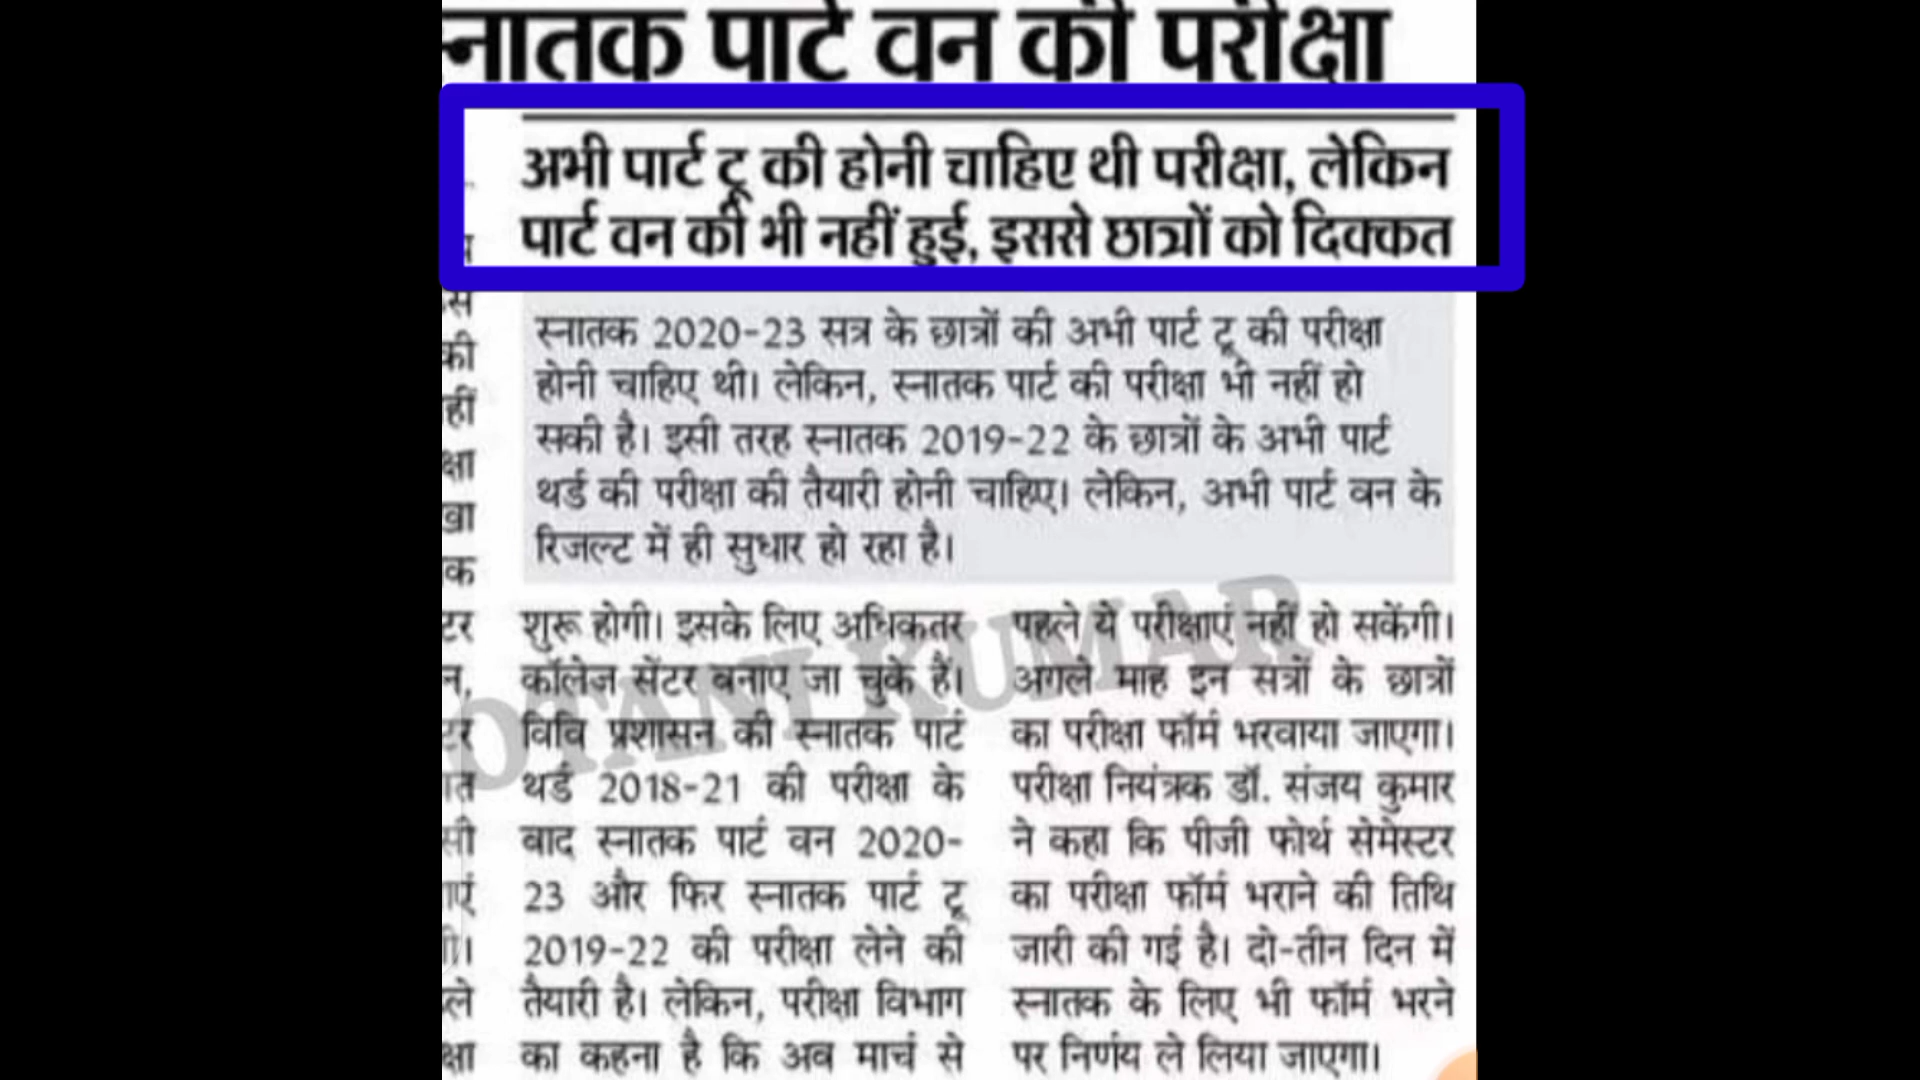 स्नातक पार्ट वन की परीक्षा
अभी पार्ट टू की होनी चाहिए थी परीक्षा, लेकिन
पार्ट वन की भी नहीं हुई, इससे छात्रों को दिक्कत
स्नातक 2020-23 सत्र के छात्रों की अभी पार्ट टू की परीक्षा
होनी चाहिए थी। लेकिन, स्नातक पार्ट की परीक्षा भी नहीं हो
सकी है। इसी तरह स्नातक 2019-22 के छात्रों के अभी पार्ट
थर्ड की परीक्षा की तैयारी होनी चाहिए। लेकिन, अभी पार्ट वन के
रिजल्ट में ही सुधार हो रहा है।
शुरू होगी। इसके लिए अधिकतर
कॉलेज सेंटर बनाए जा चुके हैं।
विवि प्रशासन की स्नातक पार्ट
थर्ड 2018-21 की परीक्षा के
बाद स्नातक पार्ट वन 2020-
23 और फिर स्नातक पार्ट टू
2019-22 की परीक्षा लेने की
तैयारी है। लेकिन, परीक्षा विभाग
का कहना है कि अब मार्च से
पहले ये परीक्षाएं नहीं हो सकेंगी।
अगले माह इन सत्रों के छात्रों
का परीक्षा फॉर्म भरवाया जाएगा।
परीक्षा नियंत्रक डॉ. संजय कुमार
ने कहा कि पीजी फोर्थ सेमेस्टर
का परीक्षा फॉर्म भराने की तिथि
जारी की गई है। दो-तीन दिन में
स्नातक के लिए भी फॉर्म भरने
पर निर्णय ले लिया जाएगा।
OTANI KUMAR